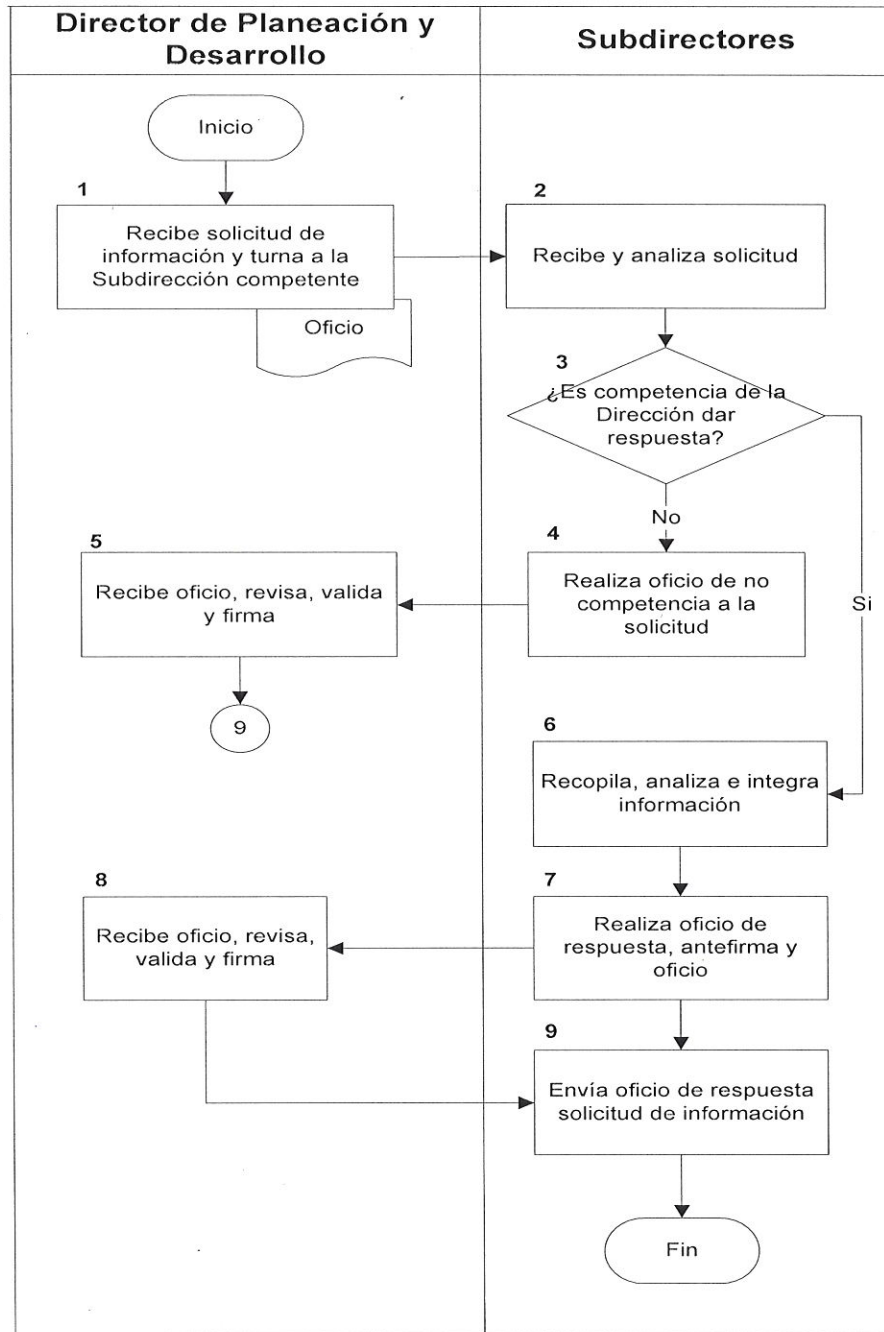 Director de Planeación y
Desarrollo
Subdirectores
Inicio
1
Recibe solicitud de
información y turna a la
Subdirección competente
Oficio
2
Recibe y analiza solicitud
3
¿Es competencia de la
Dirección dar
respuesta?
No
Si
4
Realiza oficio de no
competencia a la
solicitud
5
Recibe oficio, revisa, valida
y firma
9
6
Recopila, analiza e integra
información
7
Realiza oficio de
respuesta, antefirma y
oficio
8
Recibe oficio, revisa,
valida y firma
9
Envía oficio de respuesta
solicitud de información
Fin